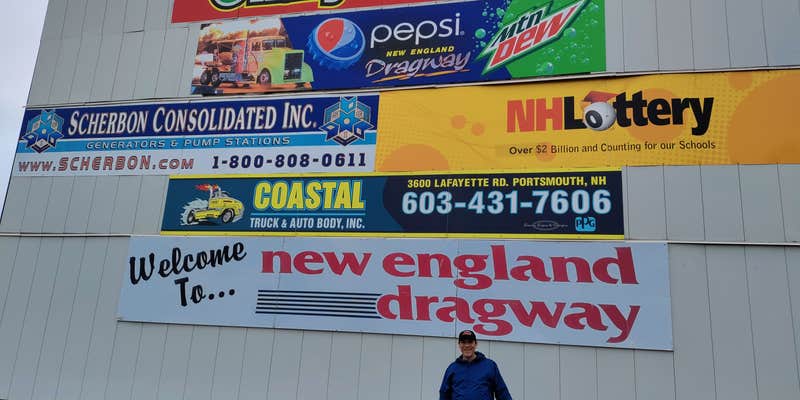 pepsi
NEW ENGLAND
Dragway
Mtn
DEW
SCHERBON CONSOLIDATED INC.
GENERATORS & PUMP STATIONS
WWW.SCHERBON.COM 1-800-808-0611
NHLottery
Over $2 Billion and Counting for our Schools
COASTAL
TRUCK & AUTO BODY, INC.
3600 LAFAYETTE RD. PORTSMOUTH, NH
603-431-7606
PPG
Welcome
To...
new england
dragway